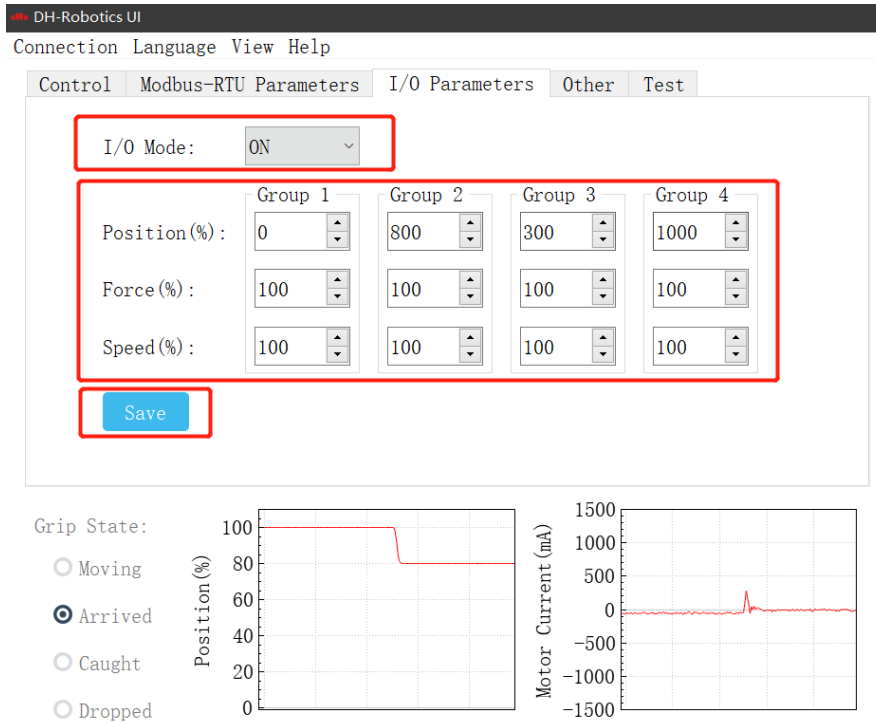 DH-Robotics UI
Connection Language View Help
Control Modbus-RTU Parameters I/O Parameters Other Test
I/O Mode: ON
Group 1 Group 2 Group 3 Group 4
Position(%): 0 800 300 1000
Force(%): 100 100 100 100
Speed(%): 100 100 100 100
Save
Grip State:
Moving
Arrived
Caught
Dropped
Position(%)
100
80
60
40
20
0
Motor Current(mA)
1500
1000
500
0
-500
-1000
-1500